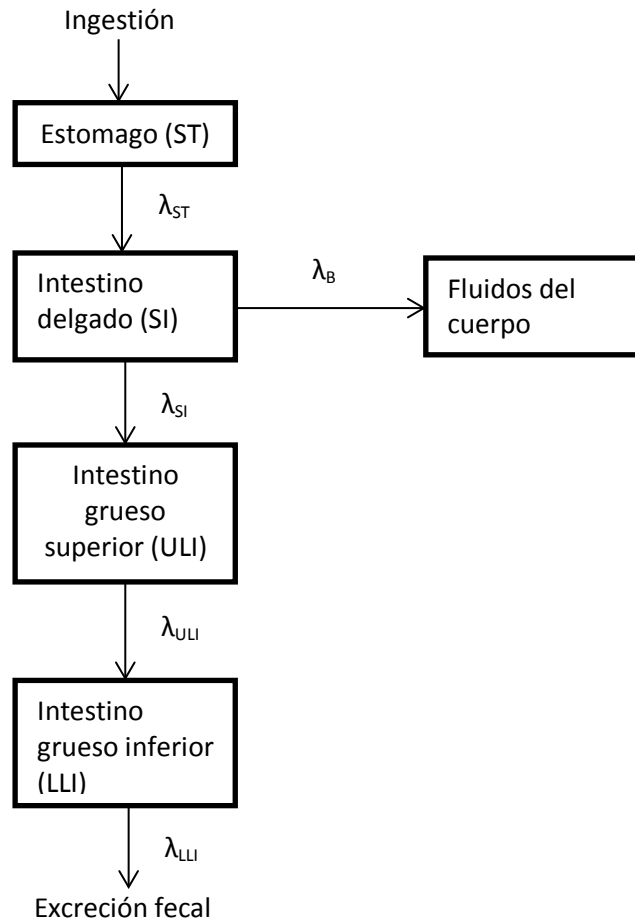 Ingestión
Estomago (ST)
λST
Intestino
delgado (SI)
λB
Fluidos del
cuerpo
λSI
Intestino
grueso
superior (ULI)
λULI
Intestino
grueso inferior
(LLI)
λLLI
Excreción fecal